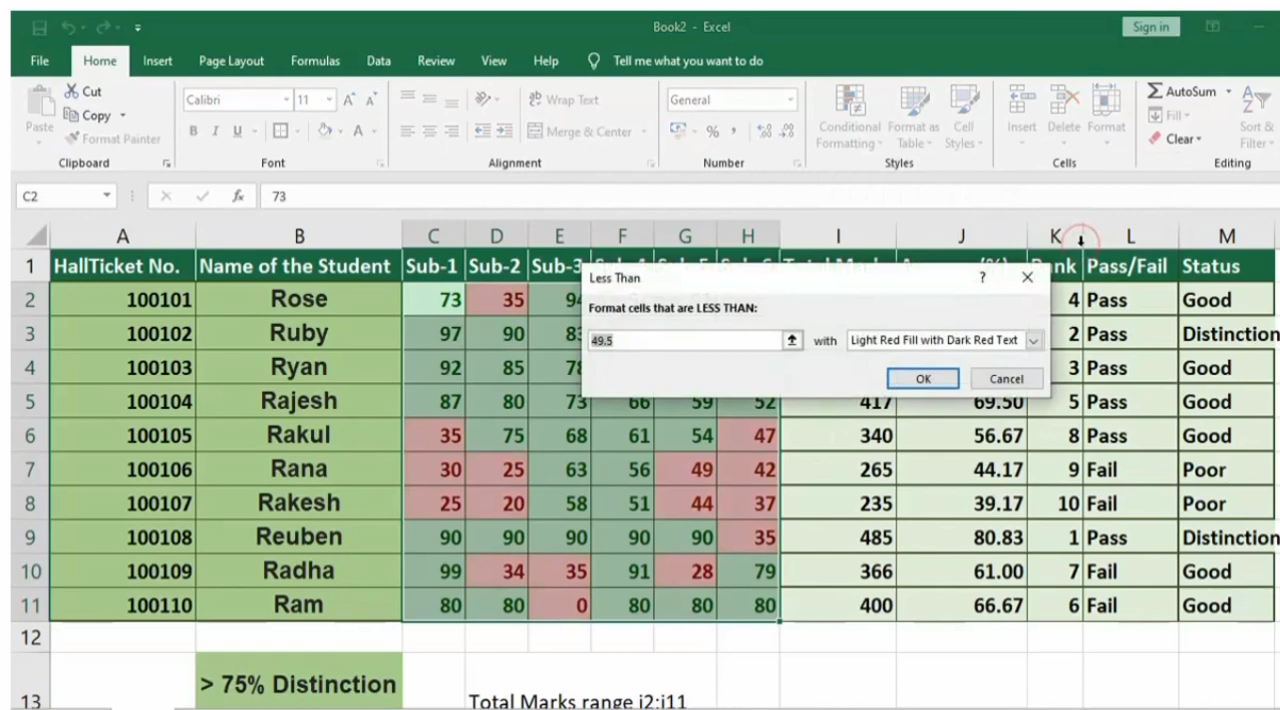 Book2 - Excel
Sign in
File Home Insert Page Layout Formulas Data Review View Help Tell me what you want to do
Cut
Copy
Format Painter
Paste
Clipboard
Calibri 11
B I U
Font
Wrap Text
Merge & Center
Alignment
General
%
Number
Conditional Formatting
Format as Table
Cell Styles
Styles
Insert Delete Format
Cells
AutoSum
Fill
Clear
Sort & Filter
Editing
C2 fx 73
A B C D E F G H I J K L M
1 HallTicket No. Name of the Student Sub-1 Sub-2 Pass/Fail Status
2 100101 Rose 73 35 4 Pass Good
3 100102 Ruby 97 90 2 Pass Distinction
4 100103 Ryan 92 85 3 Pass Good
5 100104 Rajesh 87 80 73 66 59 52 417 69.50 5 Pass Good
6 100105 Rakul 35 75 68 61 54 47 340 56.67 8 Pass Good
7 100106 Rana 30 25 63 56 49 42 265 44.17 9 Fail Poor
8 100107 Rakesh 25 20 58 51 44 37 235 39.17 10 Fail Poor
9 100108 Reuben 90 90 90 90 90 35 485 80.83 1 Pass Distinction
10 100109 Radha 99 34 35 91 28 79 366 61.00 7 Fail Good
11 100110 Ram 80 80 0 80 80 80 400 66.67 6 Fail Good
12
13 > 75% Distinction
Total Marks range i2:i11
Less Than ?
Format cells that are LESS THAN:
49.5 with Light Red Fill with Dark Red Text
OK Cancel